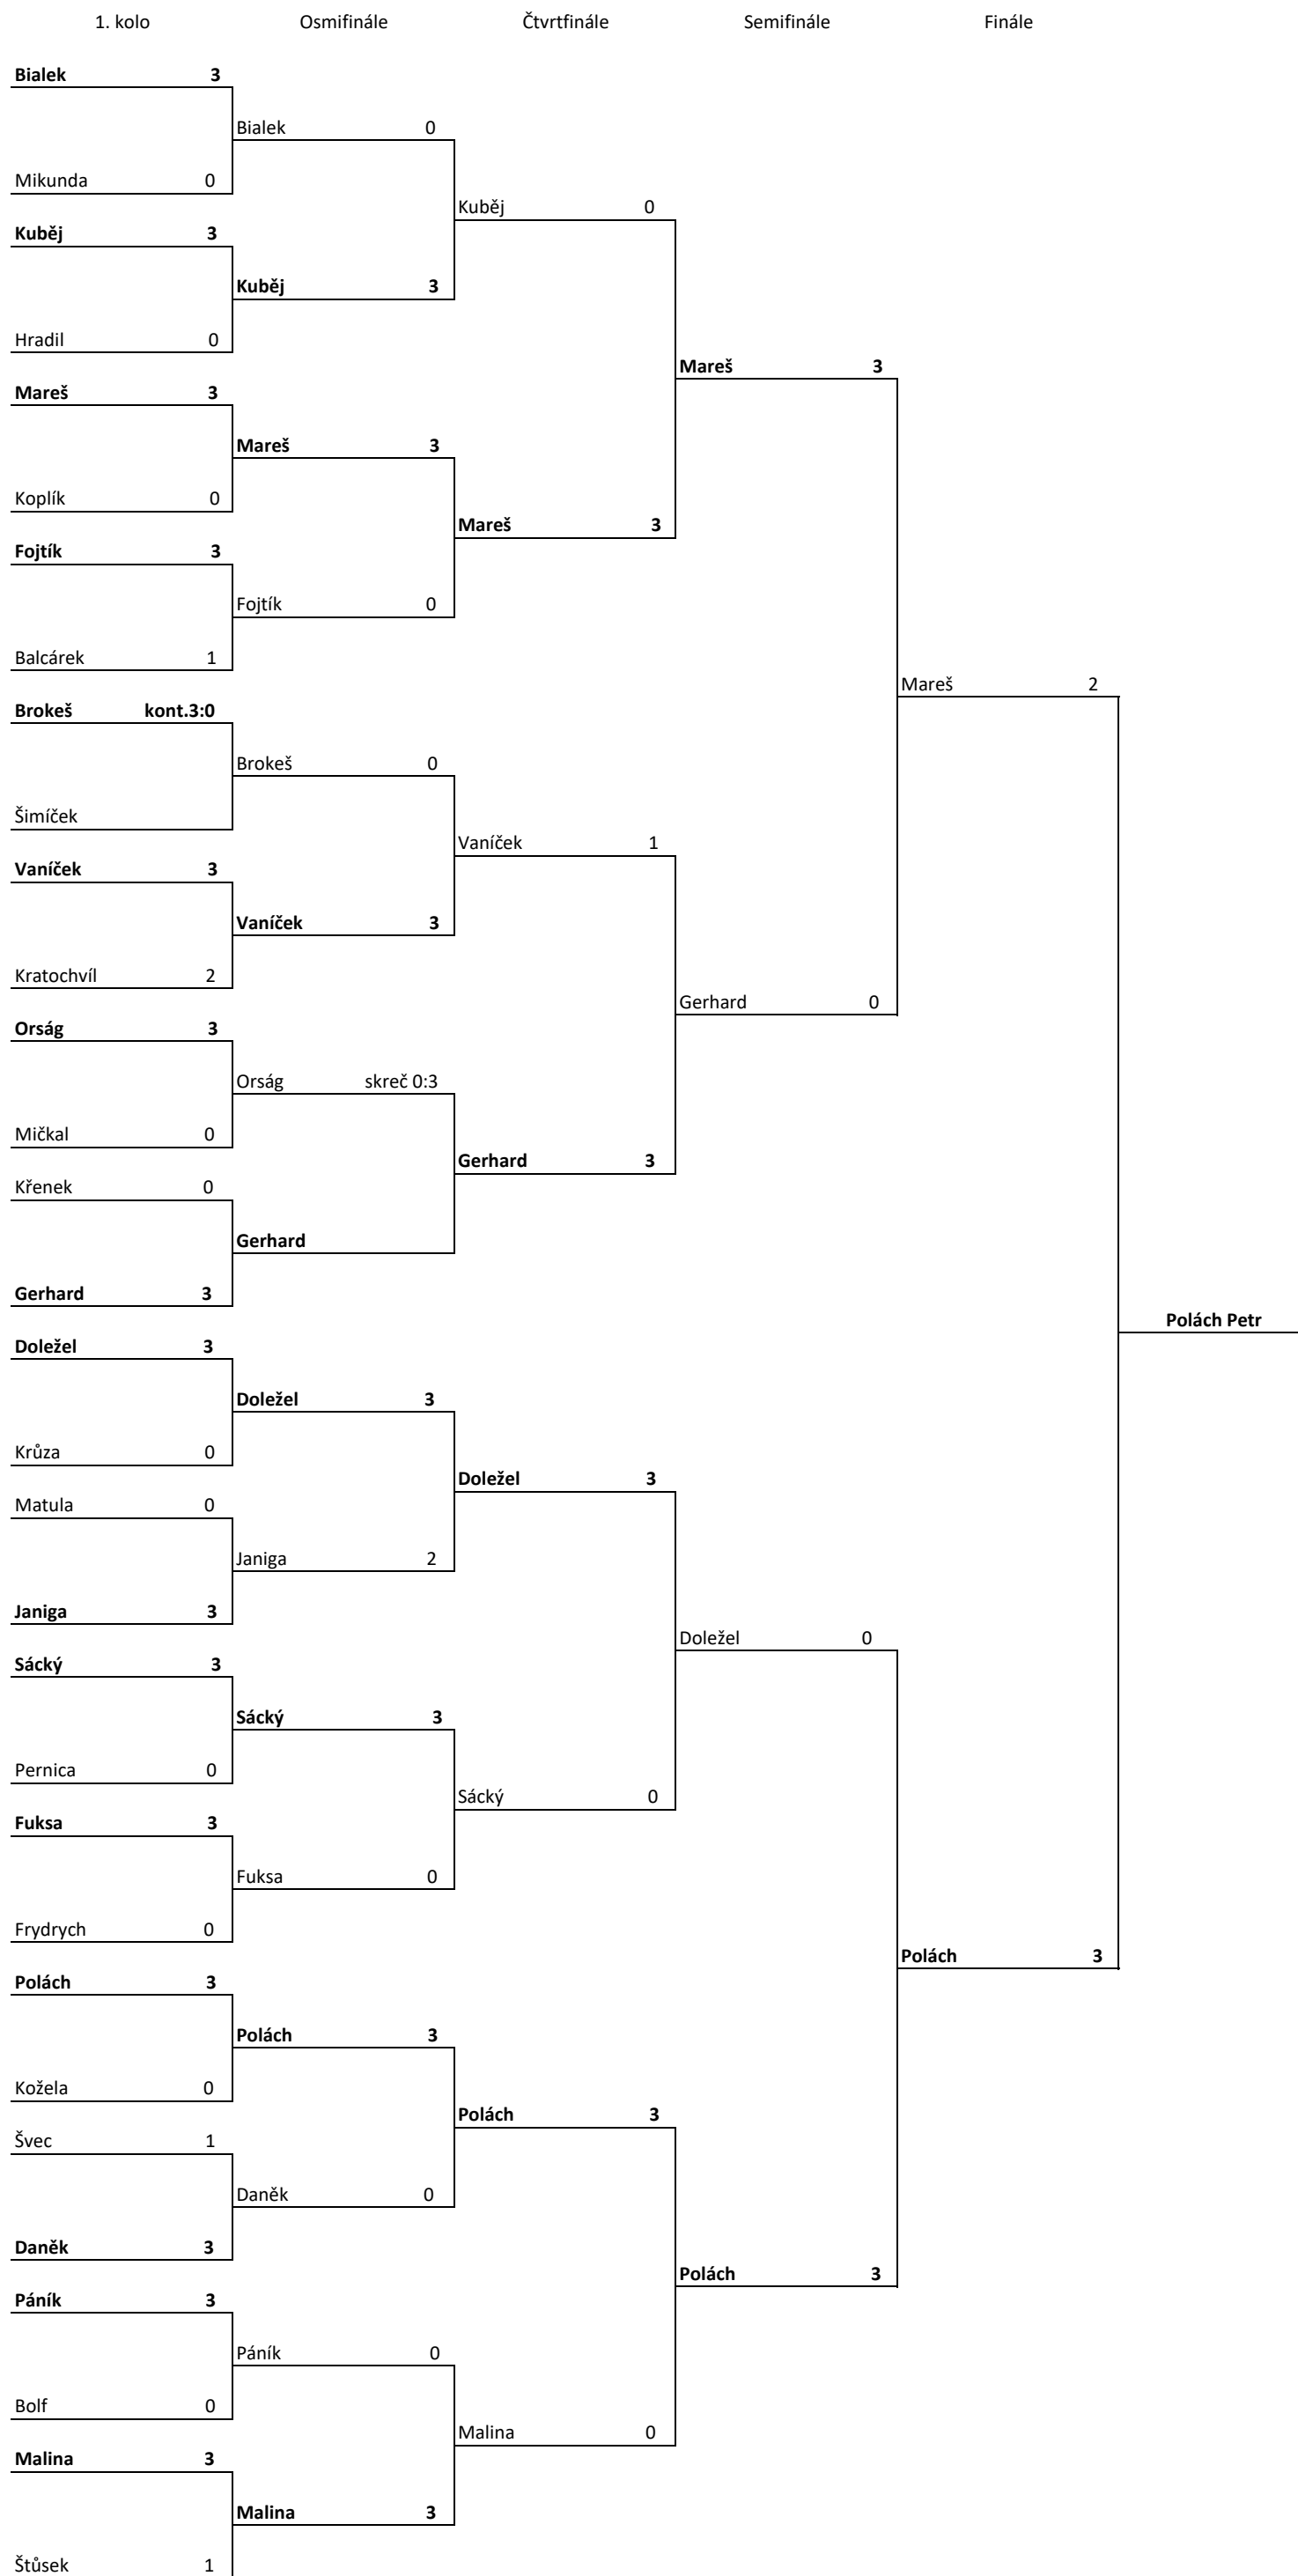 1. kolo Osmifinále Čtvrtfinále Semifinále Finále
Bialek 3
Bialek 0
Mikunda 0
Kuběj 0
Kuběj 3
Kuběj 3
Hradil 0
Mareš 3
Mareš 3
Mareš 3
Koplík 0
Mareš 3
Fojtík 3
Fojtík 0
Balcárek 1
Mareš 2
Brokeš kont.3:0
Brokeš 0
Šimíček
Vaníček 1
Vaníček 3
Vaníček 3
Kratochvíl 2
Gerhard 0
Orság 3
Orság skreč 0:3
Mičkal 0
Gerhard 3
Křenek 0
Gerhard
Gerhard 3
Polách Petr
Doležel 3
Doležel 3
Krůza 0
Doležel 3
Matula 0
Janiga 2
Janiga 3
Doležel 0
Sácký 3
Sácký 3
Pernica 0
Sácký 0
Fuksa 3
Fuksa 0
Frydrych 0
Polách 3
Polách 3
Polách 3
Kožela 0
Polách 3
Švec 1
Daněk 0
Daněk 3
Polách 3
Páník 3
Páník 0
Bolf 0
Malina 0
Malina 3
Malina 3
Štůsek 1